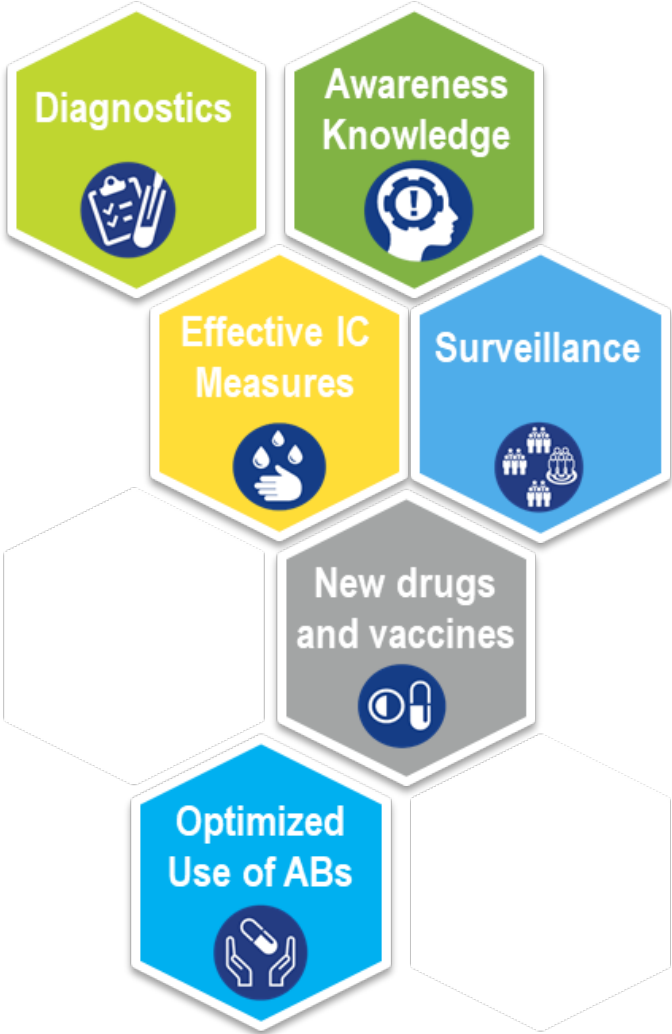 Diagnostics
Awareness
Knowledge
Effective IC
Measures
Surveillance
New drugs
and vaccines
Optimized
Use of ABs